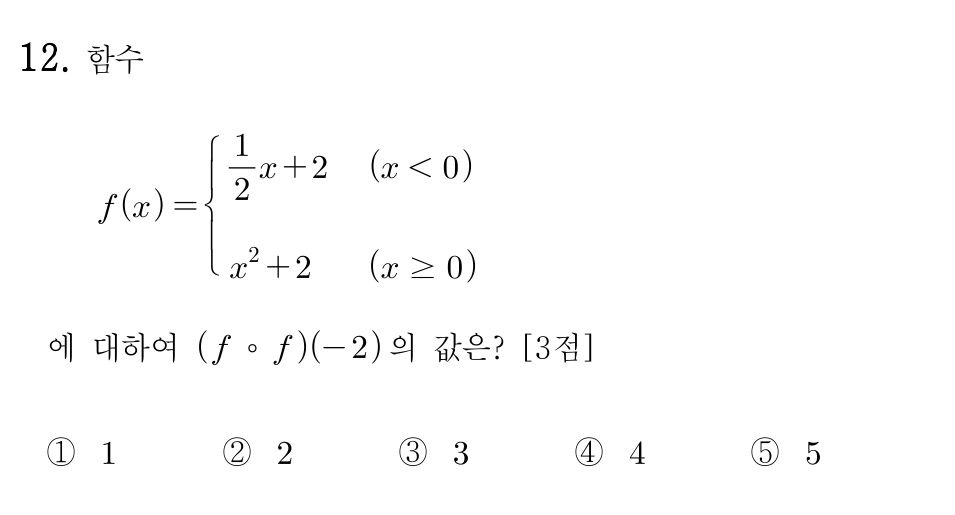 12. 함수
f(x) = { 1/2 x + 2 (x < 0)
x² + 2 (x ≥ 0)
에 대하여 (f ∘ f)(−2)의 값은? [3점]
① 1 ② 2 ③ 3 ④ 4 ⑤ 5